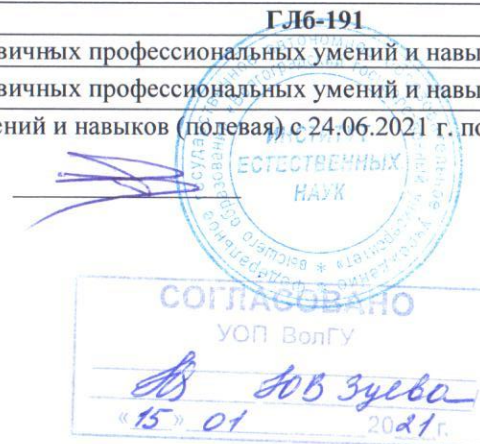 ГЛб-191
вичных профессиональных умений и навы
вичных профессиональных умений и навы
ений и навыков (полевая) с 24.06.2021 г. по
ИНСТИТУТ
ЕСТЕСТВЕННЫХ
НАУК
СОГЛАСОВАНО
УОП ВолГУ
ЮВ Зуева
«15» 01 2021 г.